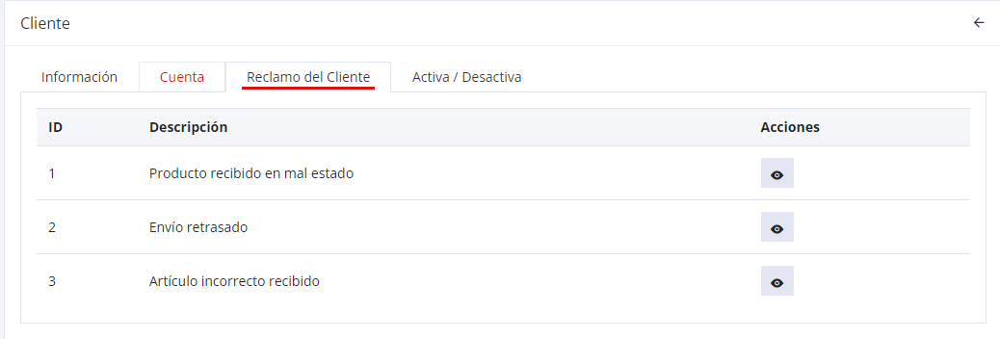 Cliente
Información Cuenta Reclamo del Cliente Activa / Desactiva
ID Descripción Acciones
1 Producto recibido en mal estado
2 Envío retrasado
3 Artículo incorrecto recibido